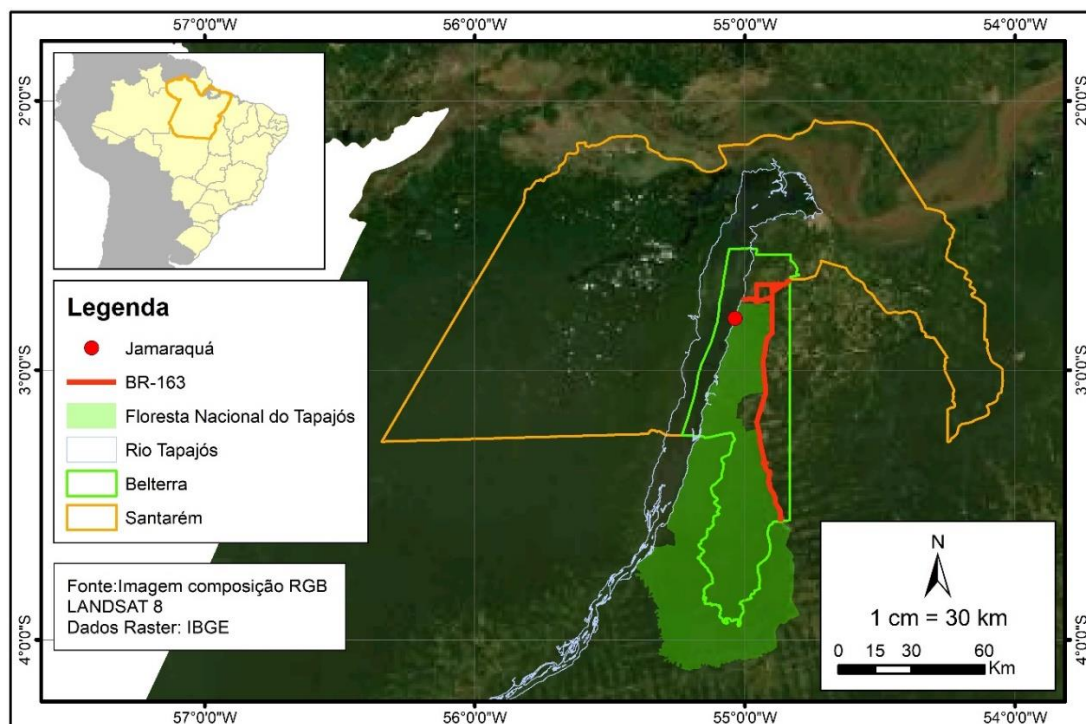 57°0'0"W
56°0'0"W
55°0'0"W
54°0'0"W
2°0'0"S
2°0'0"S
3°0'0"S
3°0'0"S
4°0'0"S
4°0'0"S
Legenda
Jamaraquá
BR-163
Floresta Nacional do Tapajós
Rio Tapajós
Belterra
Santarém
Fonte:Imagem composição RGB
LANDSAT 8
Dados Raster: IBGE
N
1 cm = 30 km
0 15 30 60
Km
57°0'0"W
56°0'0"W
55°0'0"W
54°0'0"W